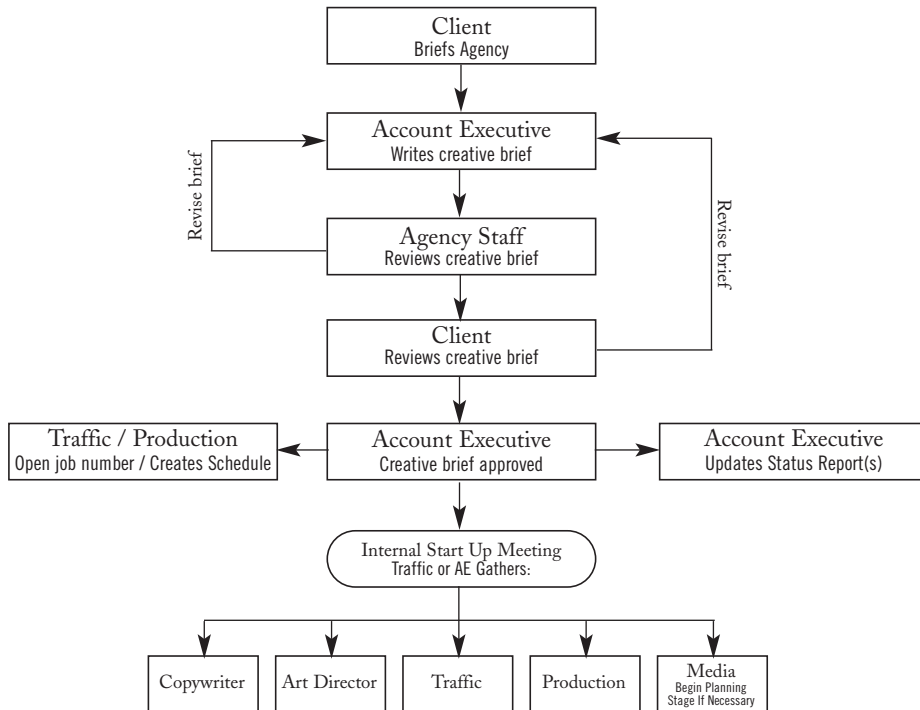 Client
Briefs Agency
Account Executive
Writes creative brief
Revise brief
Revise brief
Agency Staff
Reviews creative brief
Client
Reviews creative brief
Traffic / Production
Open job number / Creates Schedule
Account Executive
Creative brief approved
Account Executive
Updates Status Report(s)
Internal Start Up Meeting
Traffic or AE Gathers:
Copywriter
Art Director
Traffic
Production
Media
Begin Planning
Stage If Necessary